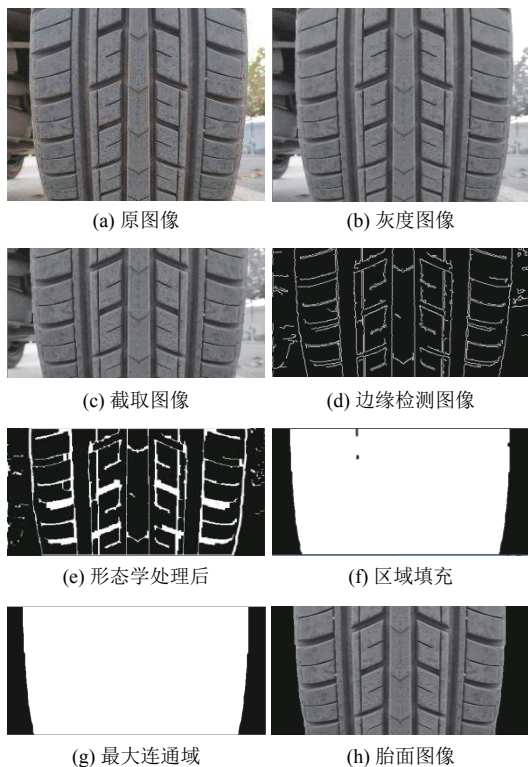 (a) 原图像
(b) 灰度图像
(c) 截取图像
(d) 边缘检测图像
(e) 形态学处理后
(f) 区域填充
(g) 最大连通域
(h) 胎面图像